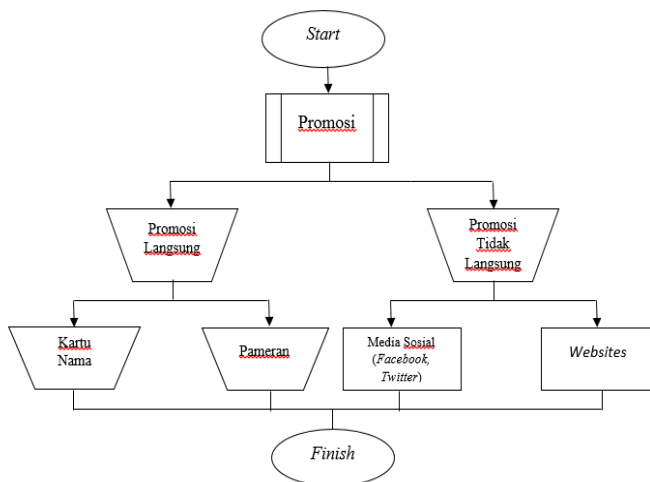 Start
Promosi
Promosi
Langsung
Promosi
Tidak
Langsung
Kartu
Nama
Pameran
Media Sosial
(Facebook,
Twitter)
Websites
Finish